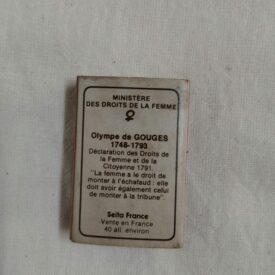 MINISTÈRE
DES DROITS DE LA FEMME
Olympe de GOUGES
1748-1793
Déclaration des Droits de
la Femme et de la
Citoyenne 1791.
"La femme a le droit de
monter à l'échafaud : elle
doit avoir également celui
de monter à la tribune".
Seita France
Vente en France
40 all. environ